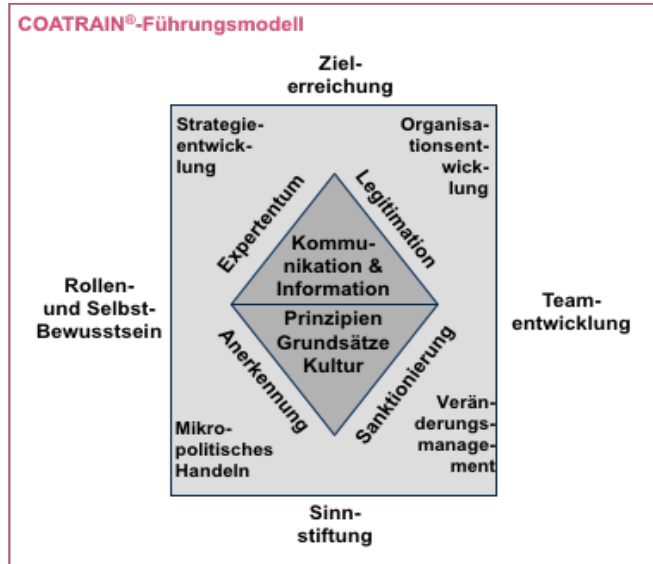 COATRAIN®-Führungsmodell
Ziel-
erreichung
Strategie-
entwick-
lung
Organisa-
tionsent-
wick-
lung
Expertentum
Legitimation
Kommu-
nikation &
Information
Rollen-
und Selbst-
Bewusstsein
Team-
entwicklung
Prinzipien
Grundsätze
Kultur
Anerkennung
Sanktionierung
Mikro-
politisches
Handeln
Verän-
derungs-
manage-
ment
Sinn-
stiftung